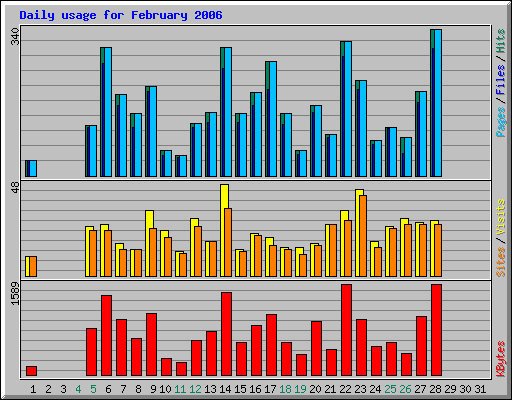 Daily usage for February 2006
340
Pages / Files / Hits
48
Sites / Visits
1589
KBytes
1 2 3 4 5 6 7 8 9 10 11 12 13 14 15 16 17 18 19 20 21 22 23 24 25 26 27 28 29 30 31